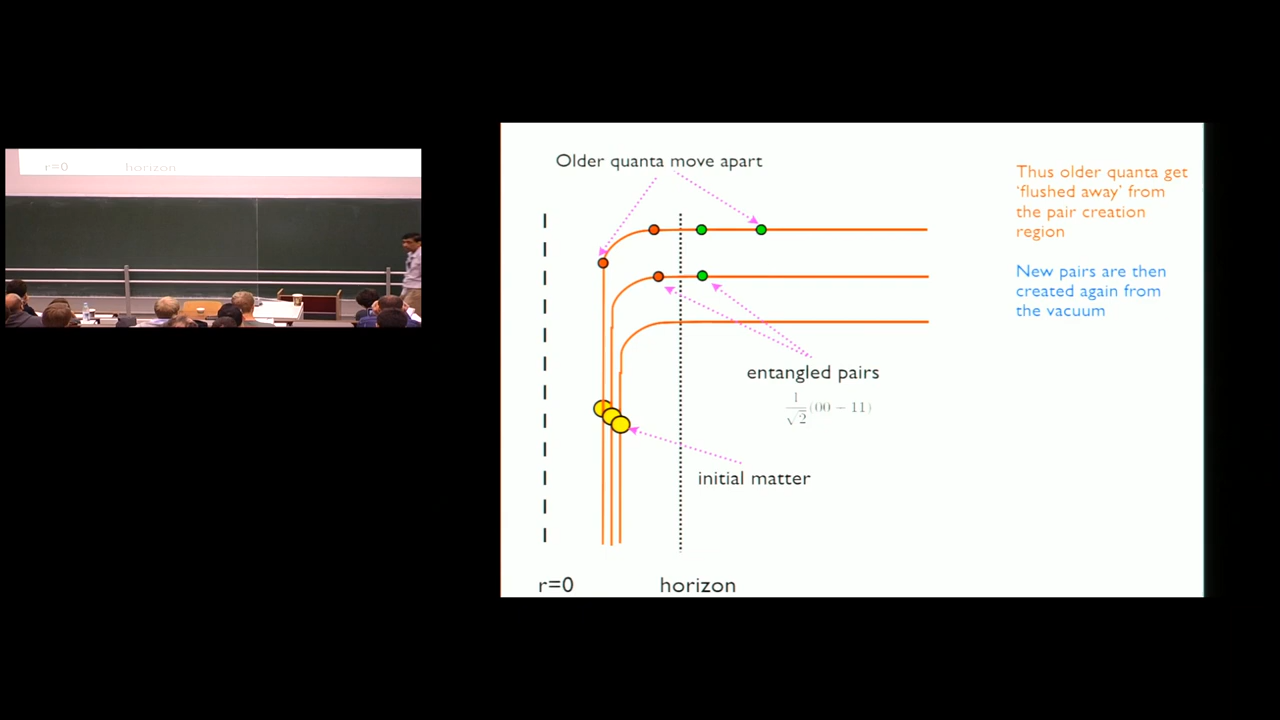 r=0 horizon
Older quanta move apart
Thus older quanta get
‘flushed away’ from
the pair creation
region
New pairs are then
created again from
the vacuum
entangled pairs
1/√2 (00 − 11)
initial matter
r=0 horizon